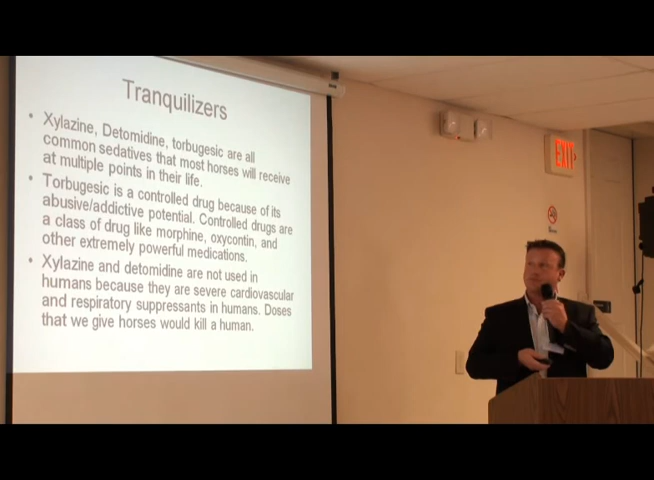 Tranquilizers
• Xylazine, Detomidine, torbugesic are all
common sedatives that most horses will receive
at multiple points in their life.
• Torbugesic is a controlled drug because of its
abusive/addictive potential. Controlled drugs are
a class of drug like morphine, oxycontin, and
other extremely powerful medications.
• Xylazine and detomidine are not used in
humans because they are severe cardiovascular
and respiratory suppressants in humans. Doses
that we give horses would kill a human.
EXIT